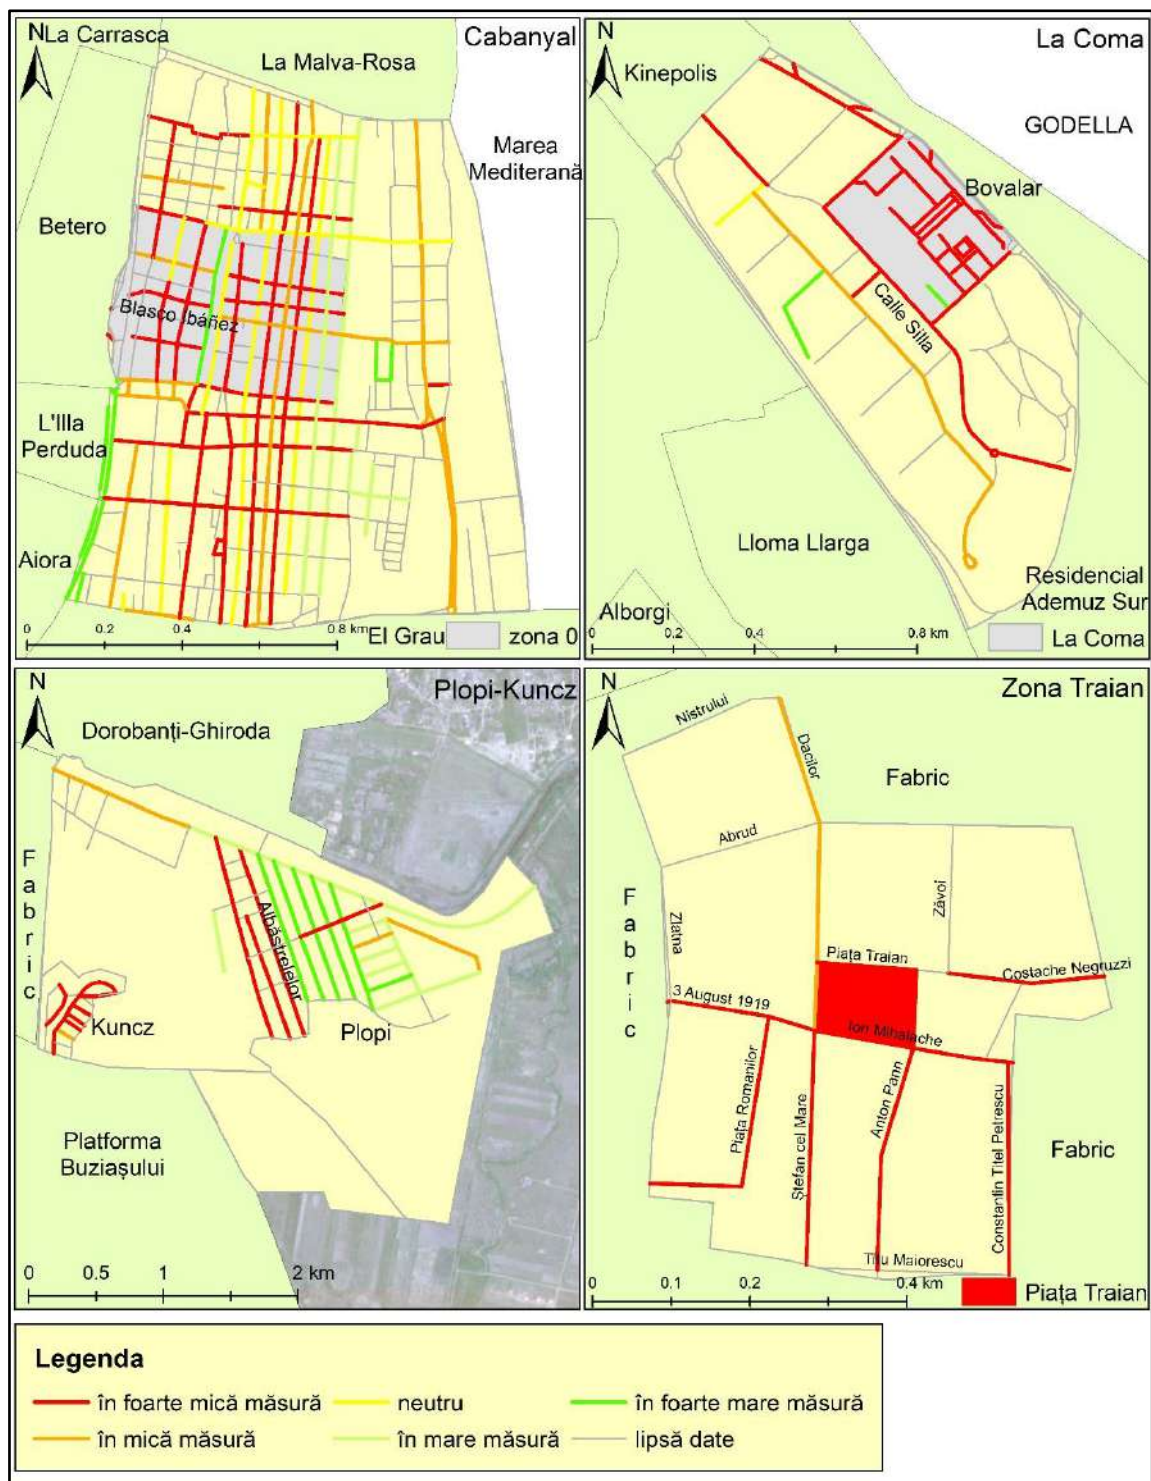 N
La Carrasca
Cabanyal
La Malva-Rosa
Marea
Mediterană
Betero
Blasco Ibáñez
L'Illa
Perduda
Aiora
El Grau
zona 0
0
0.2
0.4
0.8 km
N
La Coma
Kinepolis
GODELLA
Bovalar
Calle Silla
Lloma Llarga
Residencial
Ademuz Sur
Alborgi
La Coma
0
0.2
0.4
0.8 km
N
Plopi-Kuncz
Dorobanți-Ghiroda
Fabric
Albăstrelelor
Kuncz
Plopi
Platforma
Buziașului
0
0.5
1
2 km
N
Zona Traian
Nistrului
Dacilor
Fabric
Abrud
Fabric
Zlatna
Zăvoi
Piața Traian
Costache Negruzzi
3 August 1919
Ion Mihalache
Piața Romanilor
Ștefan cel Mare
Anton Pann
Constantin Titel Petrescu
Fabric
Titu Maiorescu
0
0.1
0.2
0.4 km
Piața Traian
Legenda
în foarte mică măsură
neutru
în foarte mare măsură
în mică măsură
în mare măsură
lipsă date